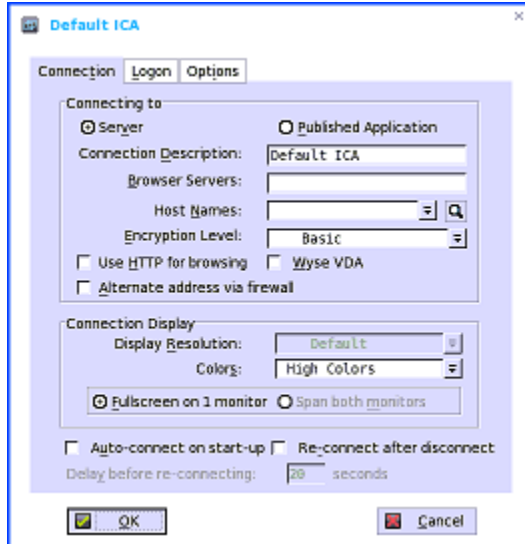 Default ICA
Connection Logon Options
Connecting to
Server Published Application
Connection Description: Default ICA
Browser Servers:
Host Names:
Encryption Level: Basic
Use HTTP for browsing Wyse VDA
Alternate address via firewall
Connection Display
Display Resolution: Default
Colors: High Colors
Fullscreen on 1 monitor Span both monitors
Auto-connect on start-up Re-connect after disconnect
Delay before re-connecting: 20 seconds
OK Cancel